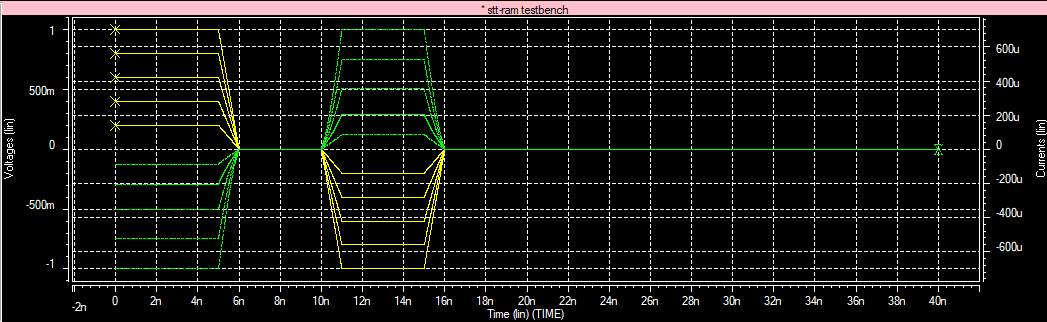 * stt-ram testbench
1
500m
0
-500m
-1
Voltages (lin)
600u
400u
200u
0
-200u
-400u
-600u
Currents (lin)
-2n 0 2n 4n 6n 8n 10n 12n 14n 16n 18n 20n 22n 24n 26n 28n 30n 32n 34n 36n 38n 40n
Time (lin) (TIME)